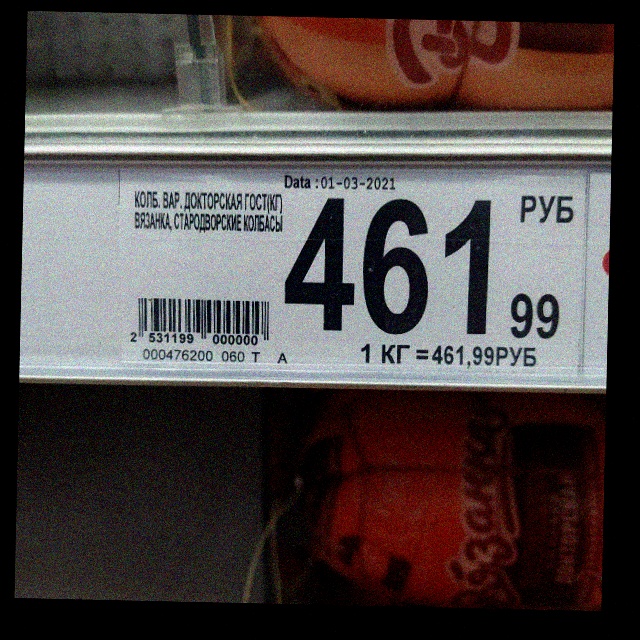 Data : 01-03-2021
КОЛБ. ВАР. ДОКТОРСКАЯ ГОСТ(КГ)
ВЯЗАНКА, СТАРОДВОРСКИЕ КОЛБАСЫ
461 99
РУБ
2 531199 000000
000476200 060 T A
1 КГ = 461,99РУБ
Вязанка